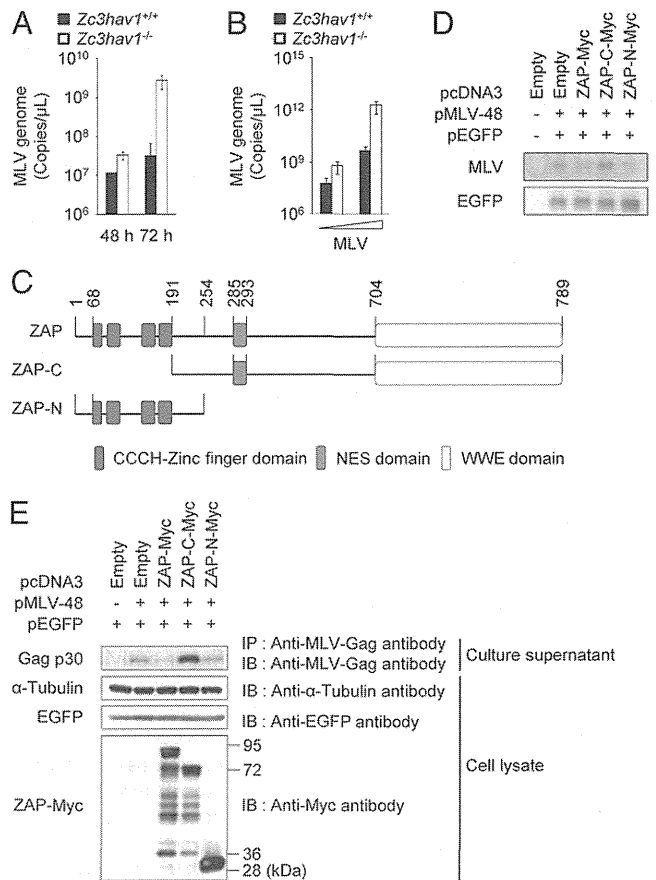 A
Zc3hav1+/+
Zc3hav1-/-
MLV genome
(Copies/μL)
10^10
10^9
10^8
10^7
10^6
48 h 72 h
B
Zc3hav1+/+
Zc3hav1-/-
MLV genome
(Copies/μL)
10^15
10^12
10^9
10^6
MLV
D
pcDNA3
Empty
Empty
ZAP-Myc
ZAP-C-Myc
ZAP-N-Myc
pMLV-48 - + + + +
pEGFP - + + + +
MLV
EGFP
C
1 68 191 254 285 293 704 789
ZAP
ZAP-C
ZAP-N
CCCH-Zinc finger domain NES domain WWE domain
E
pcDNA3
Empty
Empty
ZAP-Myc
ZAP-C-Myc
ZAP-N-Myc
pMLV-48 - + + + +
pEGFP + + + + +
Gag p30
IP : Anti-MLV-Gag antibody
IB : Anti-MLV-Gag antibody
Culture supernatant
α-Tubulin
IB : Anti-α-Tubulin antibody
EGFP
IB : Anti-EGFP antibody
Cell lysate
ZAP-Myc
95
72
IB : Anti-Myc antibody
36
28 (kDa)